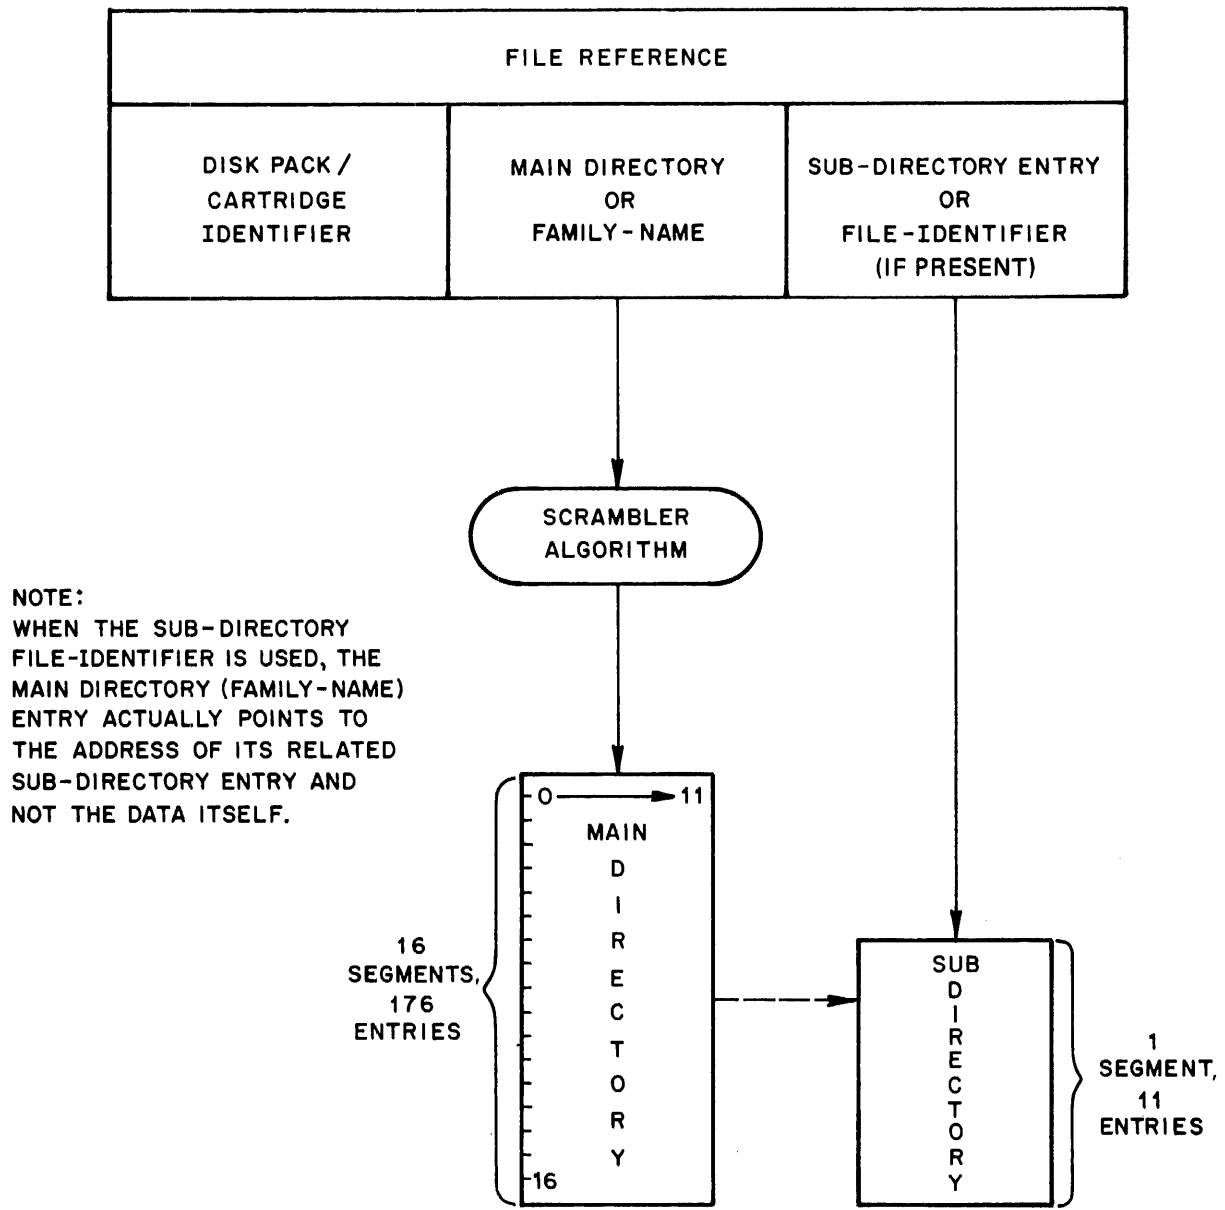 FILE REFERENCE
DISK PACK /
CARTRIDGE
IDENTIFIER
MAIN DIRECTORY
OR
FAMILY-NAME
SUB-DIRECTORY ENTRY
OR
FILE-IDENTIFIER
(IF PRESENT)
SCRAMBLER
ALGORITHM
NOTE:
WHEN THE SUB-DIRECTORY
FILE-IDENTIFIER IS USED, THE
MAIN DIRECTORY (FAMILY-NAME)
ENTRY ACTUALLY POINTS TO
THE ADDRESS OF ITS RELATED
SUB-DIRECTORY ENTRY AND
NOT THE DATA ITSELF.
0 11
MAIN
DIRECTORY
16
16
SEGMENTS,
176
ENTRIES
SUB
DIRECTORY
1
SEGMENT,
11
ENTRIES